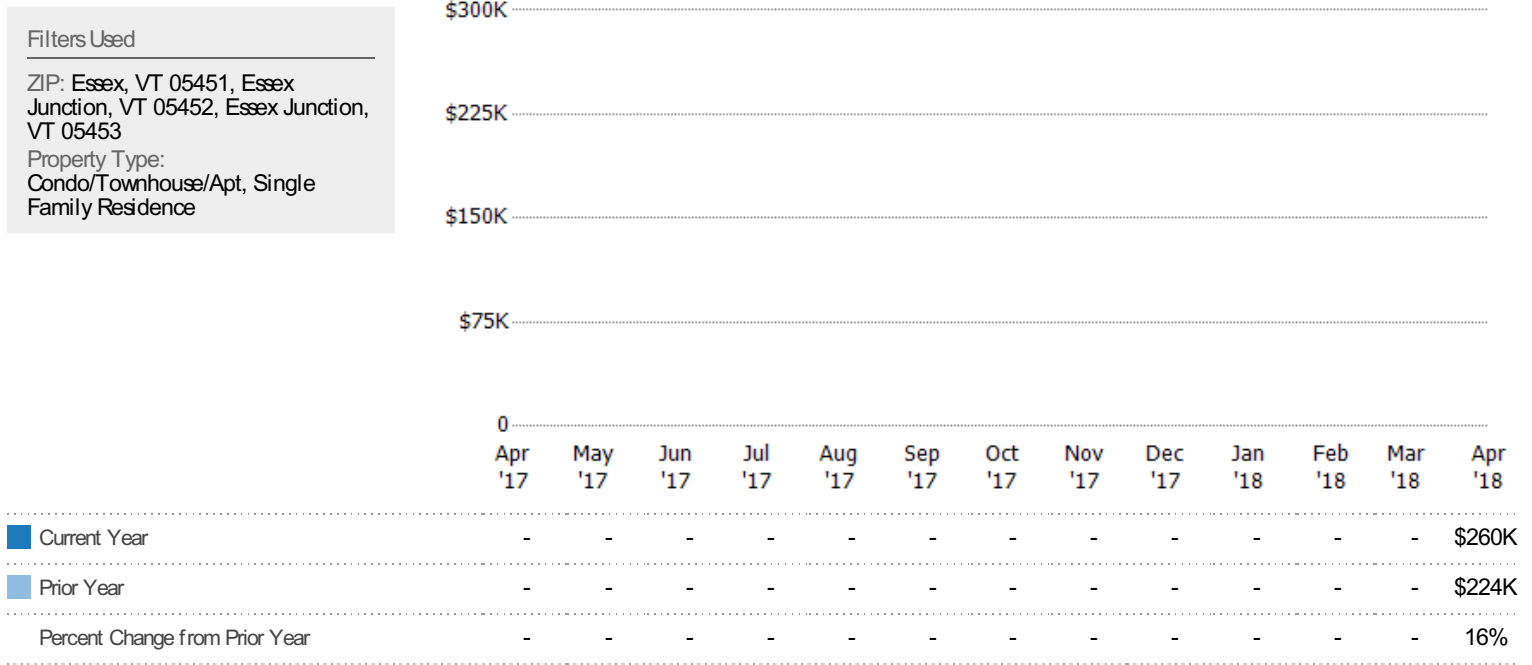 Filters Used
ZIP: Essex, VT 05451, Essex
Junction, VT 05452, Essex Junction,
VT 05453
Property Type:
Condo/Townhouse/Apt, Single
Family Residence
$300K
$225K
$150K
$75K
0
Apr May Jun Jul Aug Sep Oct Nov Dec Jan Feb Mar Apr
'17 '17 '17 '17 '17 '17 '17 '17 '17 '18 '18 '18 '18
Current Year - - - - - - - - - - - - $260K
Prior Year - - - - - - - - - - - - $224K
Percent Change from Prior Year - - - - - - - - - - - - 16%